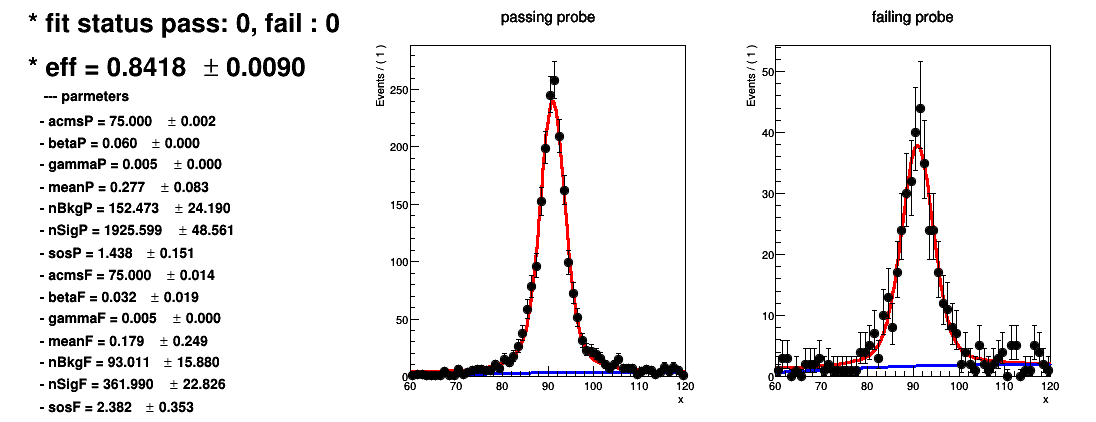 * fit status pass: 0, fail : 0
* eff = 0.8418 ± 0.0090
--- parmeters
- acmsP = 75.000 ± 0.002
- betaP = 0.060 ± 0.000
- gammaP = 0.005 ± 0.000
- meanP = 0.277 ± 0.083
- nBkgP = 152.473 ± 24.190
- nSigP = 1925.599 ± 48.561
- sosP = 1.438 ± 0.151
- acmsF = 75.000 ± 0.014
- betaF = 0.032 ± 0.019
- gammaF = 0.005 ± 0.000
- meanF = 0.179 ± 0.249
- nBkgF = 93.011 ± 15.880
- nSigF = 361.990 ± 22.826
- sosF = 2.382 ± 0.353
passing probe
Events / ( 1 )
250
200
150
100
50
0
60 70 80 90 100 110 120
x
failing probe
Events / ( 1 )
50
40
30
20
10
0
60 70 80 90 100 110 120
x